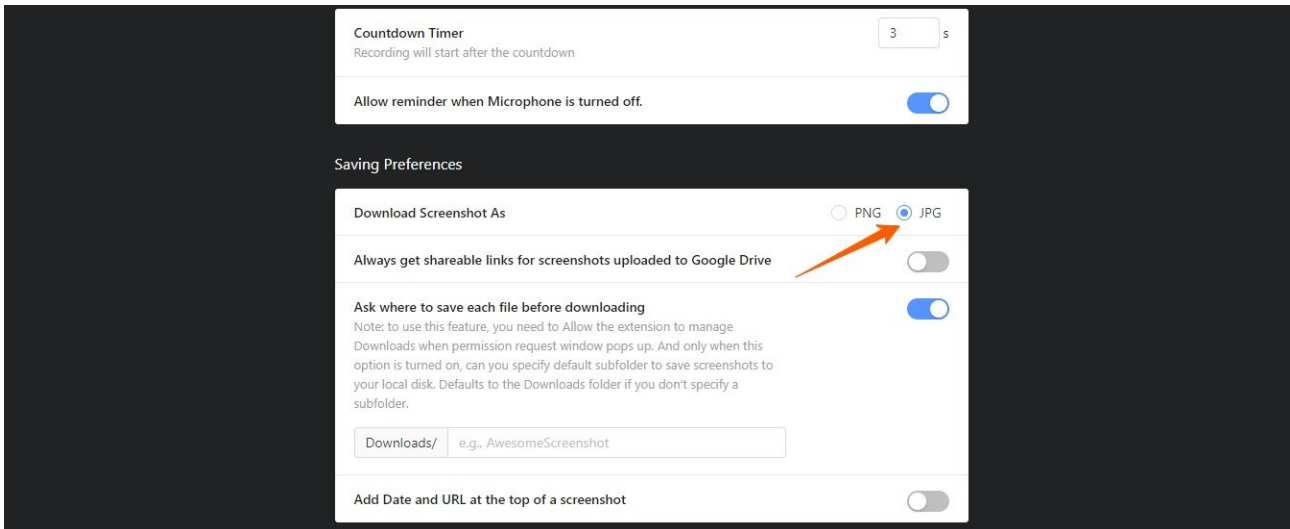 Countdown Timer
3 s
Recording will start after the countdown
Allow reminder when Microphone is turned off.
Saving Preferences
Download Screenshot As
PNG JPG
Always get shareable links for screenshots uploaded to Google Drive
Ask where to save each file before downloading
Note: to use this feature, you need to Allow the extension to manage
Downloads when permission request window pops up. And only when this
option is turned on, can you specify default subfolder to save screenshots to
your local disk. Defaults to the Downloads folder if you don't specify a
subfolder.
Downloads/ e.g., AwesomeScreenshot
Add Date and URL at the top of a screenshot